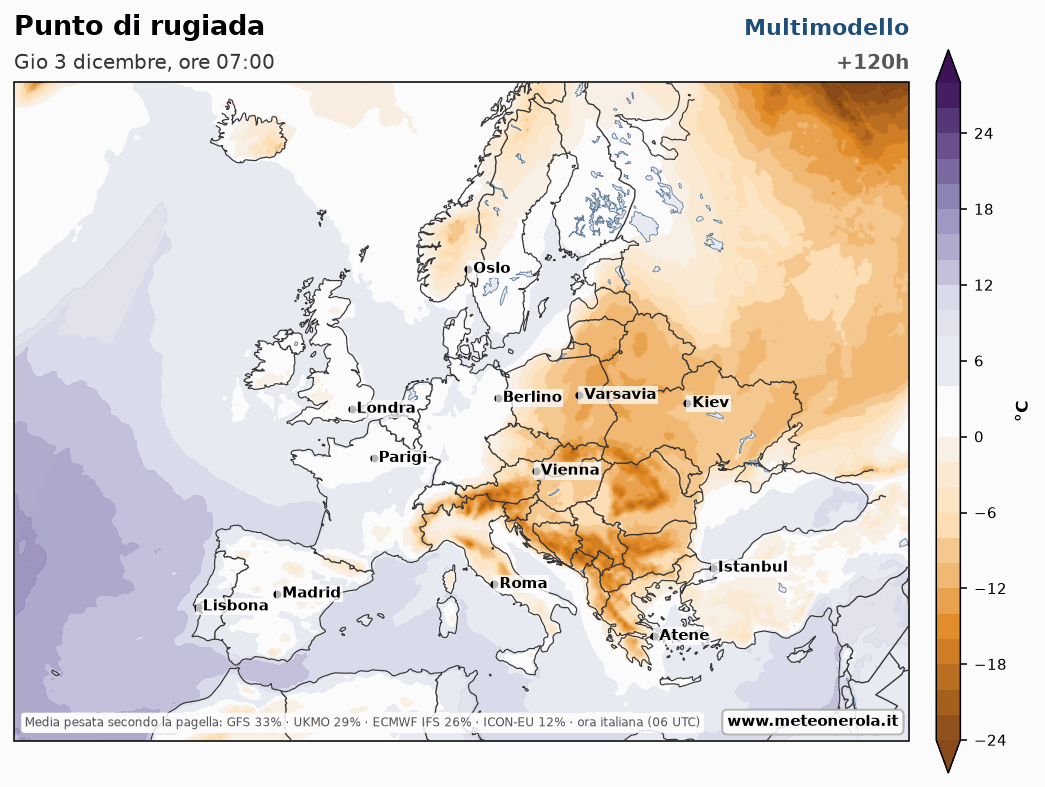 Punto di rugiada
Multimodello
Gio 3 dicembre, ore 07:00
+120h
24
18
12
6
0
−6
−12
−18
−24
°C
Oslo
Berlino
Varsavia
Kiev
Londra
Parigi
Vienna
Istanbul
Roma
Madrid
Lisbona
Atene
Media pesata secondo la pagella: GFS 33% · UKMO 29% · ECMWF IFS 26% · ICON-EU 12% · ora italiana (06 UTC)
www.meteonerola.it